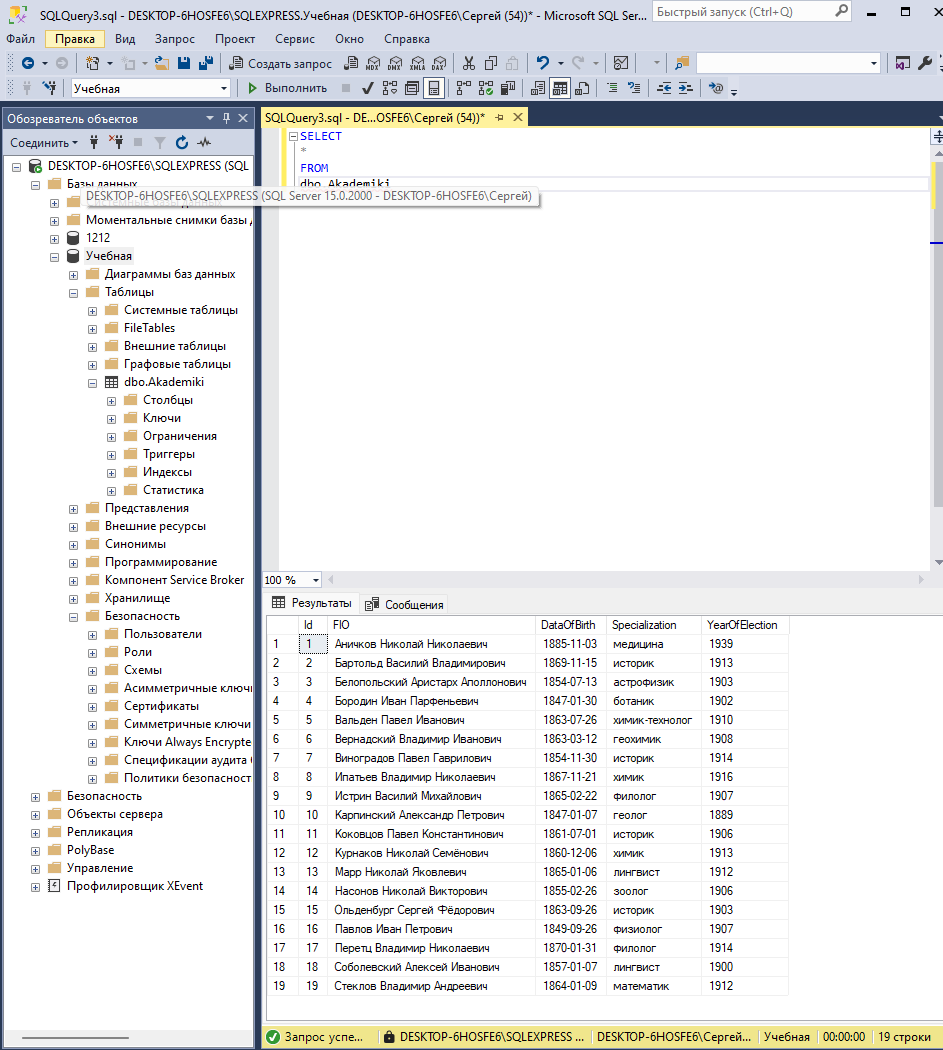 SQLQuery3.sql - DESKTOP-6HOSFE6\SQLEXPRESS.Учебная (DESKTOP-6HOSFE6\Сергей (54))* - Microsoft SQL Ser...
Быстрый запуск (Ctrl+Q)
Файл Правка Вид Запрос Проект Сервис Окно Справка
Создать запрос MDX DMX XMLA DAX
Учебная Выполнить
Обозреватель объектов
SQLQuery3.sql - DE...OSFE6\Сергей (54))*
Соединить
DESKTOP-6HOSFE6\SQLEXPRESS (SQL
Базы данных
DESKTOP-6HOSFE6\SQLEXPRESS (SQL Server 15.0.2000 - DESKTOP-6HOSFE6\Сергей)
Моментальные снимки базы
1212
Учебная
Диаграммы баз данных
Таблицы
Системные таблицы
FileTables
Внешние таблицы
Графовые таблицы
dbo.Akademiki
Столбцы
Ключи
Ограничения
Триггеры
Индексы
Статистика
Представления
Внешние ресурсы
Синонимы
Программирование
Компонент Service Broker
Хранилище
Безопасность
Пользователи
Роли
Схемы
Асимметричные ключи
Сертификаты
Симметричные ключи
Ключи Always Encrypte
Спецификации аудита
Политики безопасност
Безопасность
Объекты сервера
Репликация
PolyBase
Управление
Профилировщик XEvent
SELECT
*
FROM
dbo.Akademiki
100 %
Результаты Сообщения
Id FIO DataOfBirth Specialization YearOfElection
1 1 Аничков Николай Николаевич 1885-11-03 медицина 1939
2 2 Бартольд Василий Владимирович 1869-11-15 историк 1913
3 3 Белопольский Аристарх Аполлонович 1854-07-13 астрофизик 1903
4 4 Бородин Иван Парфеньевич 1847-01-30 ботаник 1902
5 5 Вальден Павел Иванович 1863-07-26 химик-технолог 1910
6 6 Вернадский Владимир Иванович 1863-03-12 геохимик 1908
7 7 Виноградов Павел Гаврилович 1854-11-30 историк 1914
8 8 Ипатьев Владимир Николаевич 1867-11-21 химик 1916
9 9 Истрин Василий Михайлович 1865-02-22 филолог 1907
10 10 Карпинский Александр Петрович 1847-01-07 геолог 1889
11 11 Коковцов Павел Константинович 1861-07-01 историк 1906
12 12 Курнаков Николай Семёнович 1860-12-06 химик 1913
13 13 Марр Николай Яковлевич 1865-01-06 лингвист 1912
14 14 Насонов Николай Викторович 1855-02-26 зоолог 1906
15 15 Ольденбург Сергей Фёдорович 1863-09-26 историк 1903
16 16 Павлов Иван Петрович 1849-09-26 физиолог 1907
17 17 Перетц Владимир Николаевич 1870-01-31 филолог 1914
18 18 Соболевский Алексей Иванович 1857-01-07 лингвист 1900
19 19 Стеклов Владимир Андреевич 1864-01-09 математик 1912
Запрос успе... DESKTOP-6HOSFE6\SQLEXPRESS ... DESKTOP-6HOSFE6\Сергей... Учебная 00:00:00 19 строки